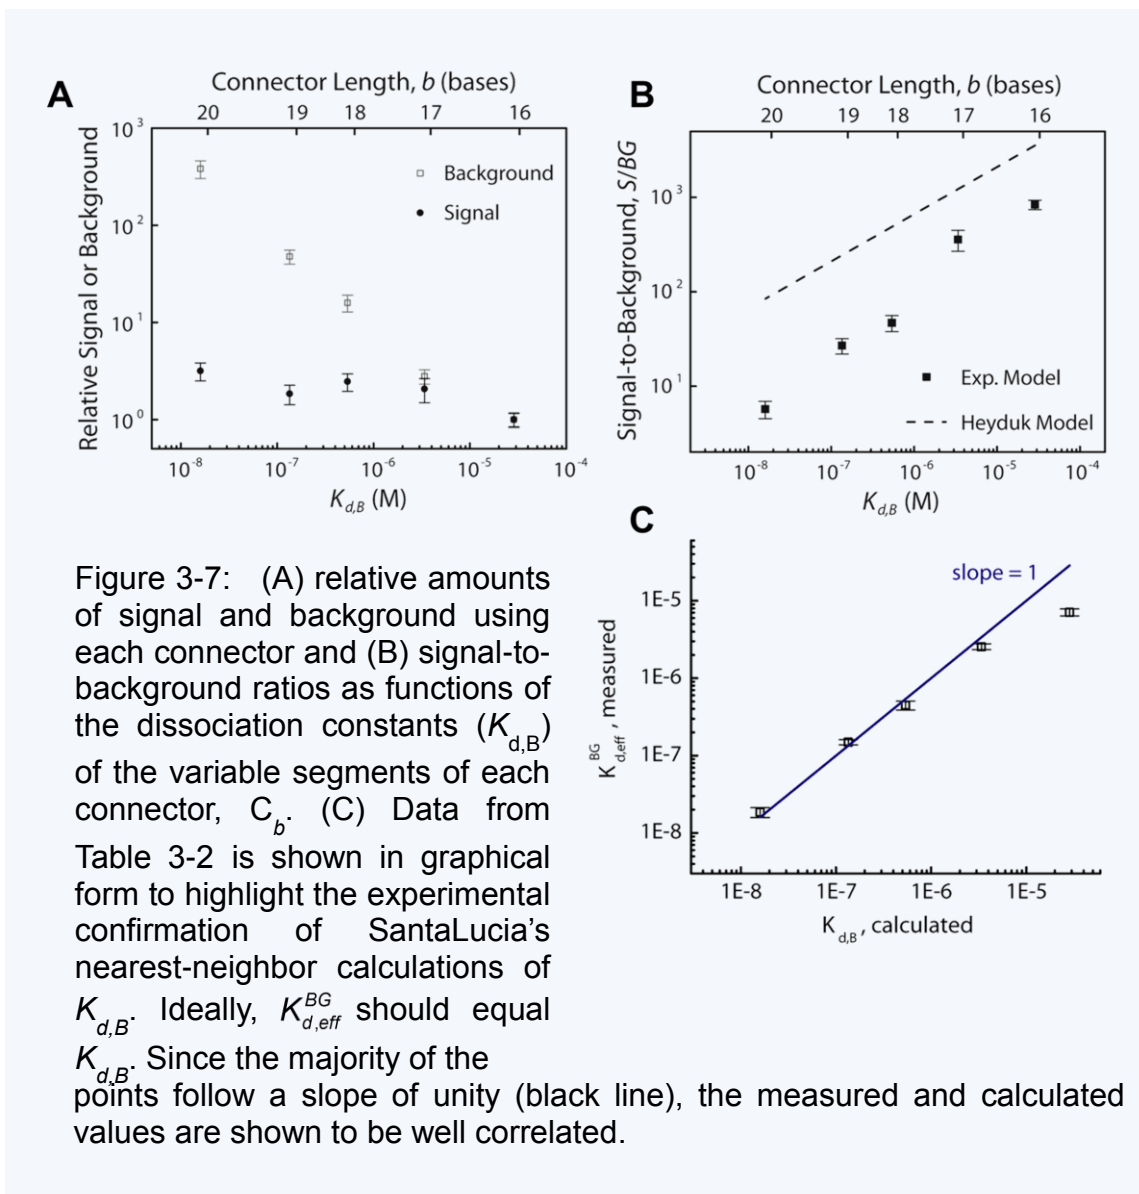 A
Connector Length, b (bases)
20 19 18 17 16
Relative Signal or Background
10³
10²
10¹
10⁰
Background
Signal
10⁻⁸ 10⁻⁷ 10⁻⁶ 10⁻⁵ 10⁻⁴
K_d,B (M)
B
Connector Length, b (bases)
20 19 18 17 16
Signal-to-Background, S/BG
10³
10²
10¹
Exp. Model
Heyduk Model
10⁻⁸ 10⁻⁷ 10⁻⁶ 10⁻⁵ 10⁻⁴
K_d,B (M)
C
slope = 1
K^BG_d,eff , measured
1E-5
1E-6
1E-7
1E-8
1E-8 1E-7 1E-6 1E-5
K_d,B , calculated
Figure 3-7: (A) relative amounts
of signal and background using
each connector and (B) signal-to-
background ratios as functions of
the dissociation constants (K_d,B)
of the variable segments of each
connector, C_b. (C) Data from
Table 3-2 is shown in graphical
form to highlight the experimental
confirmation of SantaLucia's
nearest-neighbor calculations of
K_d,B. Ideally, K^BG_d,eff should equal
K_d,B. Since the majority of the
points follow a slope of unity (black line), the measured and calculated
values are shown to be well correlated.